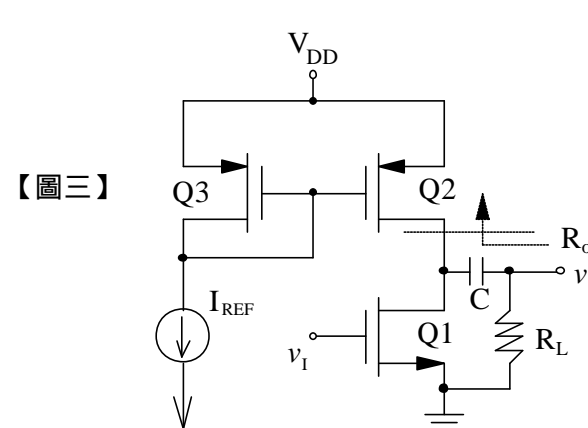 V_DD
【圖三】
Q3
Q2
R_o
v
I_REF
C
Q1
R_L
v_I